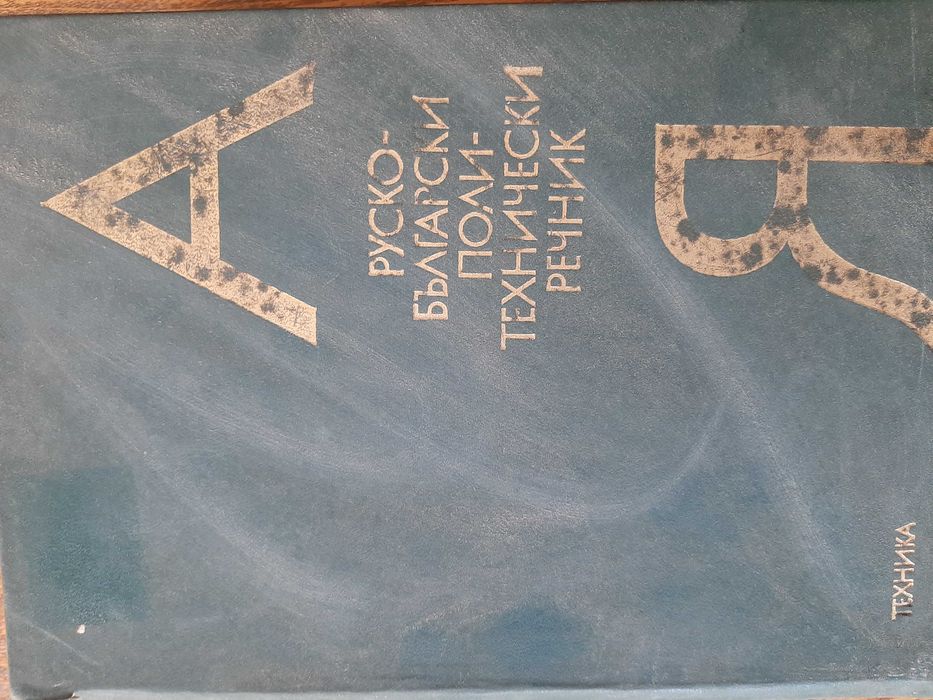 А
РУСКО-
БЪЛГАРСКИ
ПОЛИ-
ТЕХНИЧЕСКИ
РЕЧНИК
Я
ТЕХНИКА